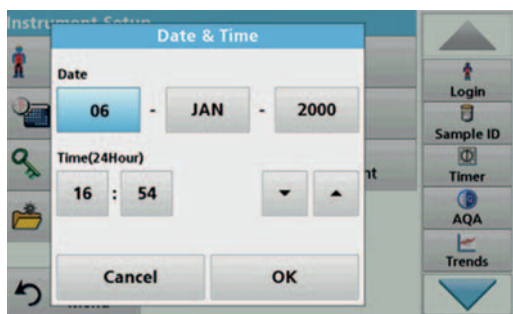 Instrument Setup
Date & Time
Date
06 - JAN - 2000
Time(24Hour)
16 : 54
Cancel OK
Menu
Login
Sample ID
Timer
AQA
Trends